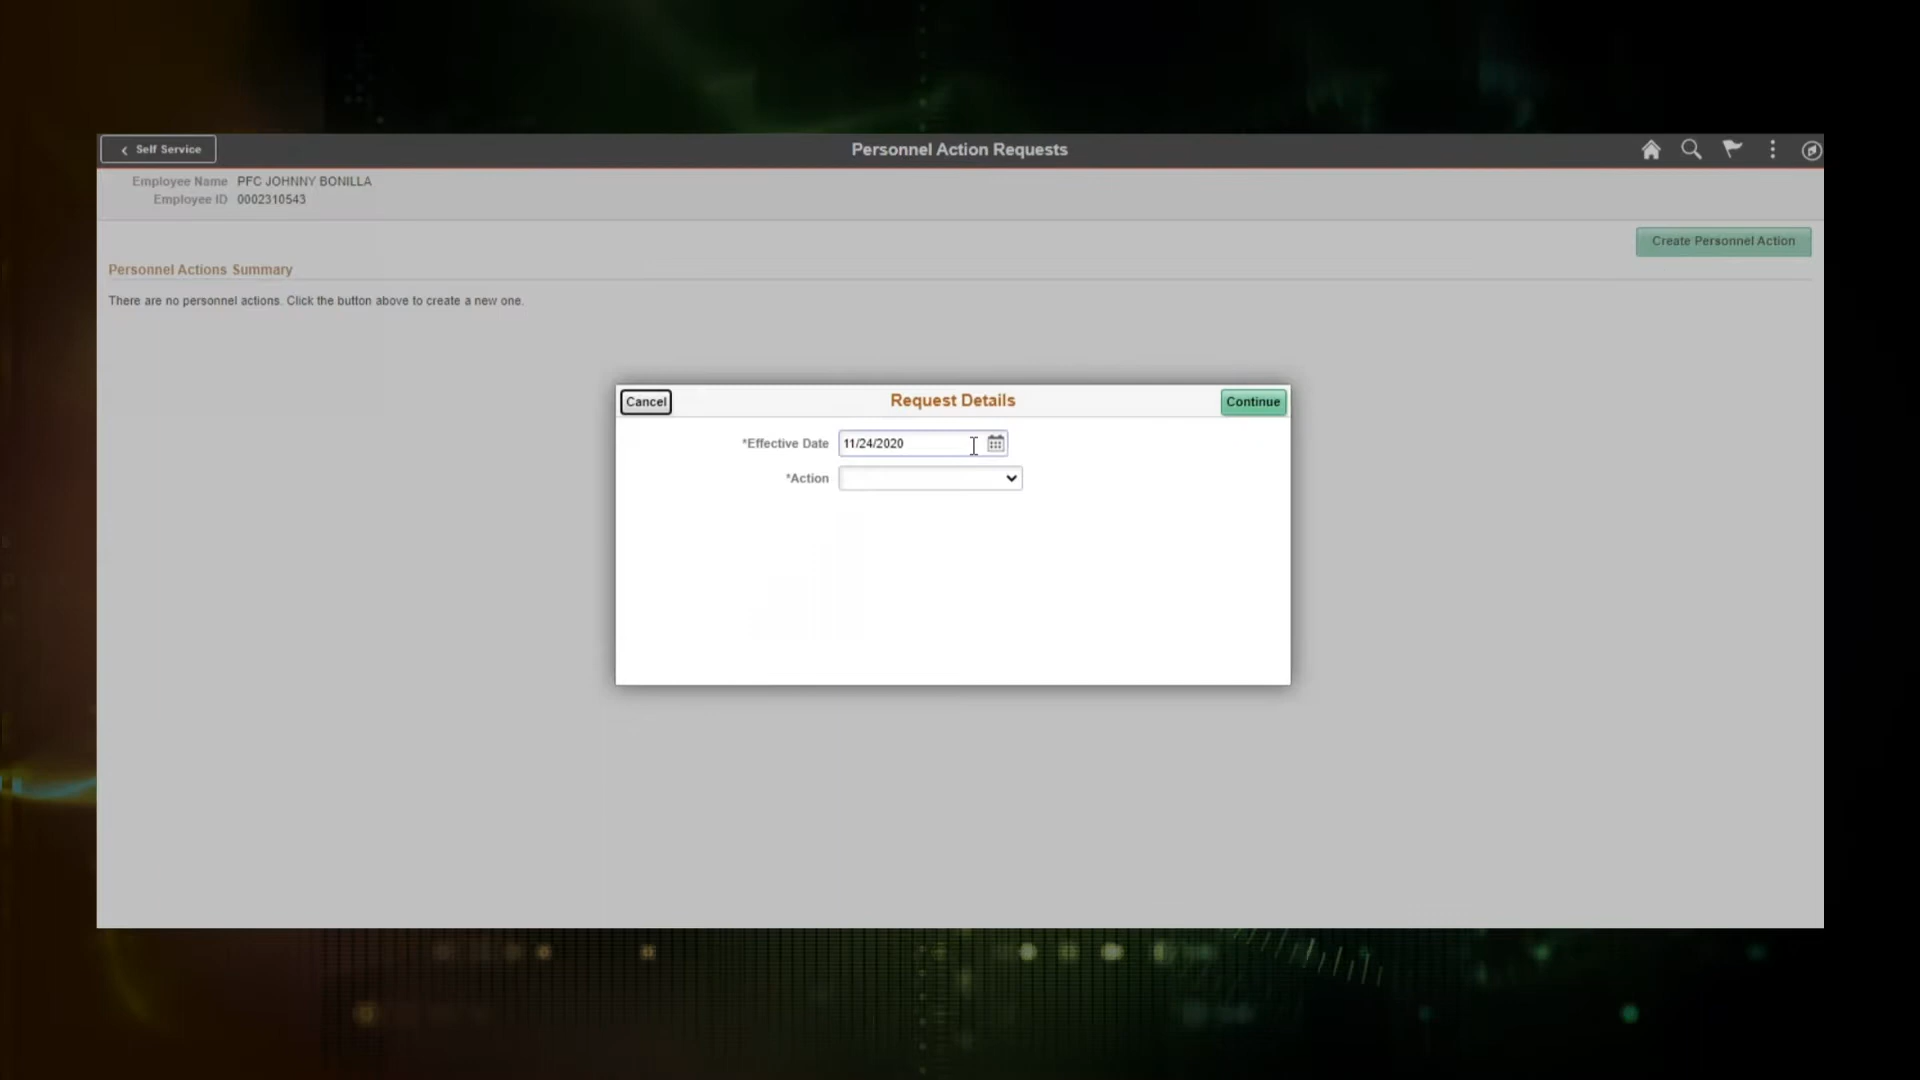 Self Service
Personnel Action Requests
Employee Name PFC JOHNNY BONILLA
Employee ID 0002310543
Create Personnel Action
Personnel Actions Summary
There are no personnel actions. Click the button above to create a new one.
Cancel
Request Details
Continue
*Effective Date 11/24/2020
*Action